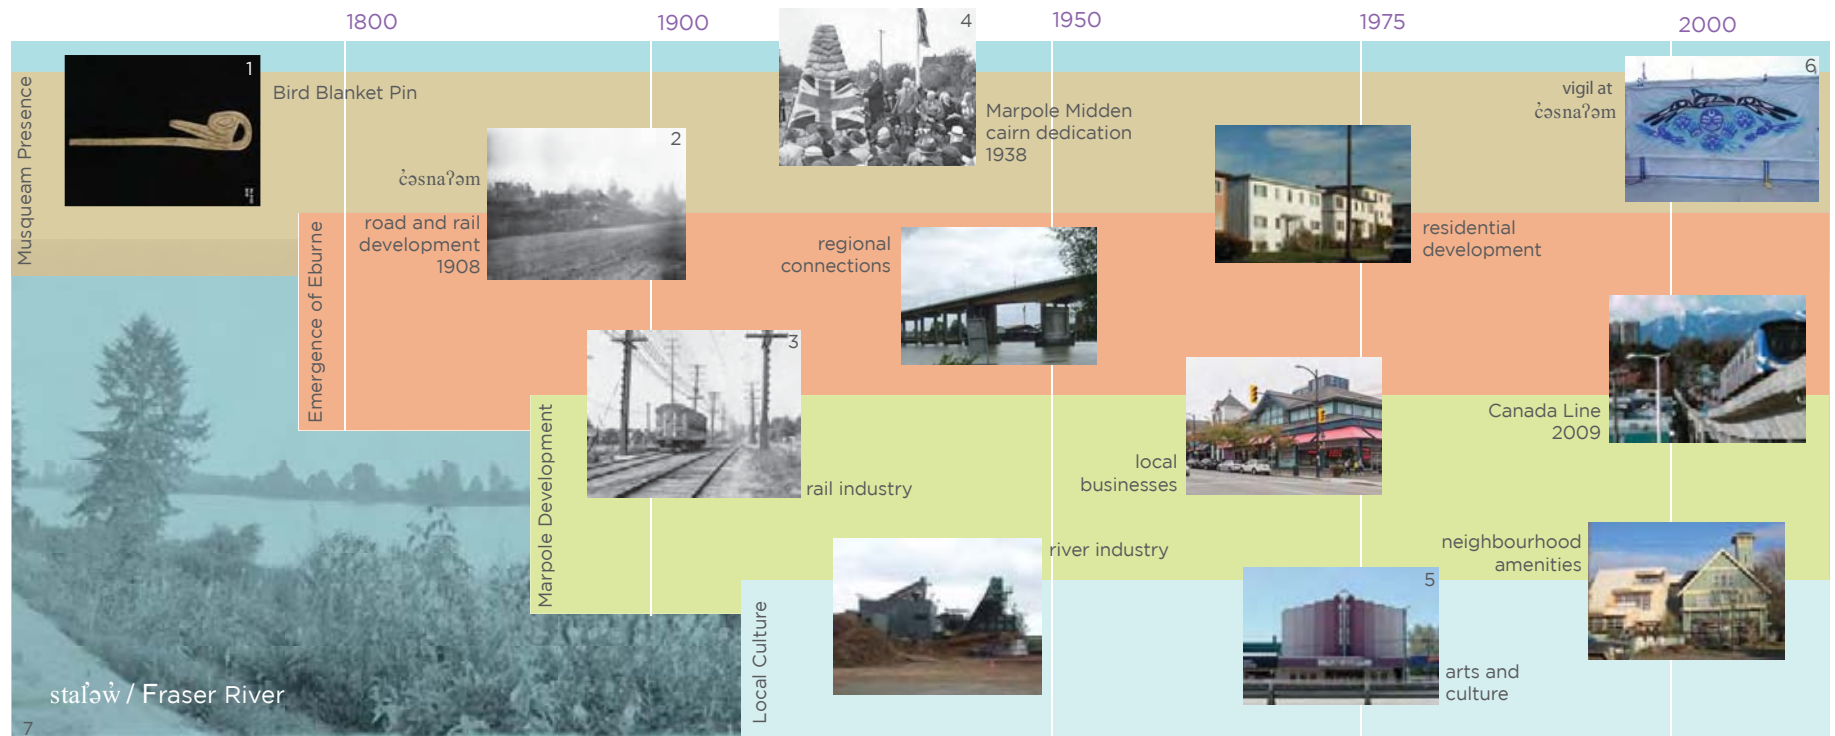 1800
1900
1950
1975
2000
Musqueam Presence
1
Bird Blanket Pin
2
c̓əsnaʔəm
road and rail
development
1908
4
Marpole Midden
cairn dedication
1938
vigil at
c̓əsnaʔəm
6
Emergence of Eburne
regional
connections
residential
development
3
rail industry
Marpole Development
local
businesses
Canada Line
2009
river industry
neighbourhood
amenities
Local Culture
5
arts and
culture
stal̓əw̓ / Fraser River
7